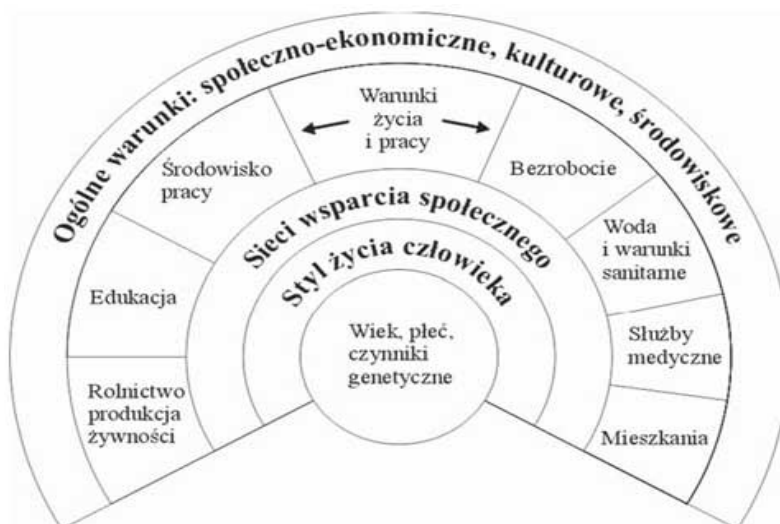 Ogólne warunki: społeczno-ekonomiczne, kulturowe, środowiskowe
Warunki
życia
i pracy
Środowisko
pracy
Bezrobocie
Sieci wsparcia społecznego
Woda
i warunki
sanitarne
Styl życia człowieka
Edukacja
Wiek, płeć,
czynniki
genetyczne
Służby
medyczne
Rolnictwo
produkcja
żywności
Mieszkania